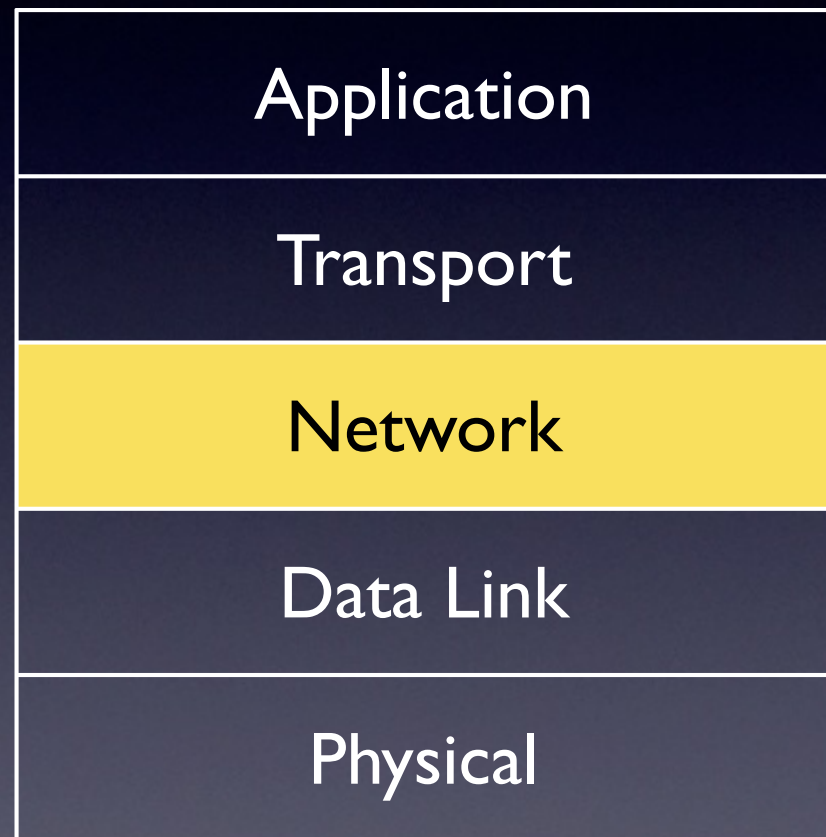 Application
Transport
Network
Data Link
Physical